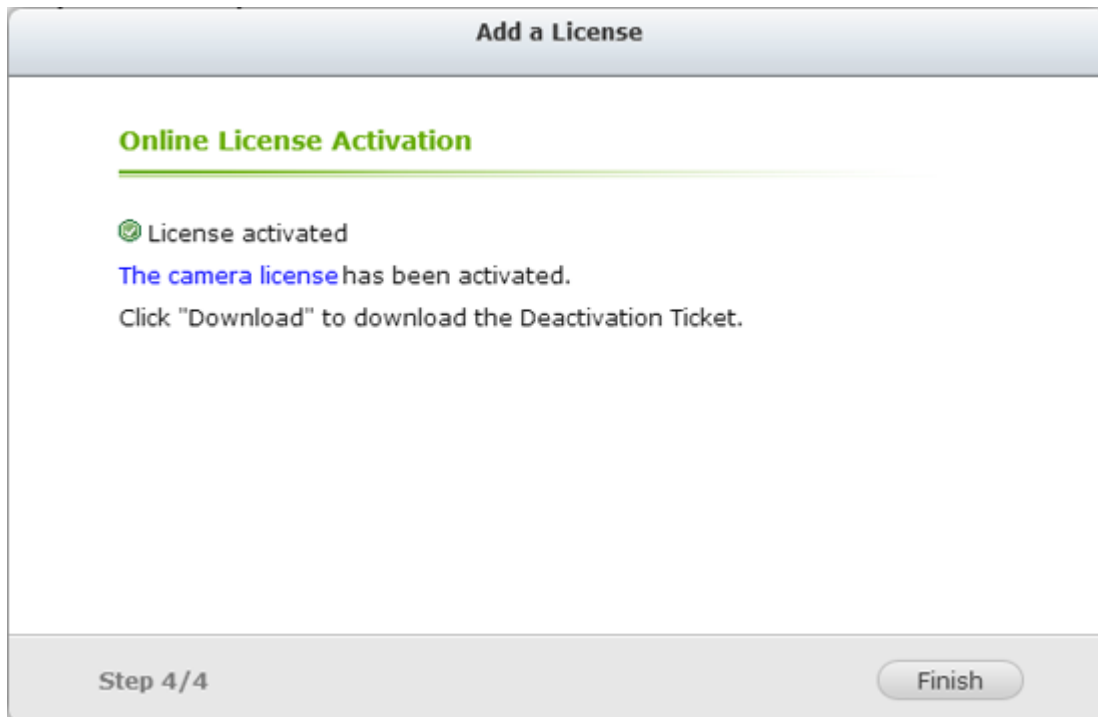 Add a License
Online License Activation
License activated
The camera license has been activated.
Click "Download" to download the Deactivation Ticket.
Step 4/4
Finish